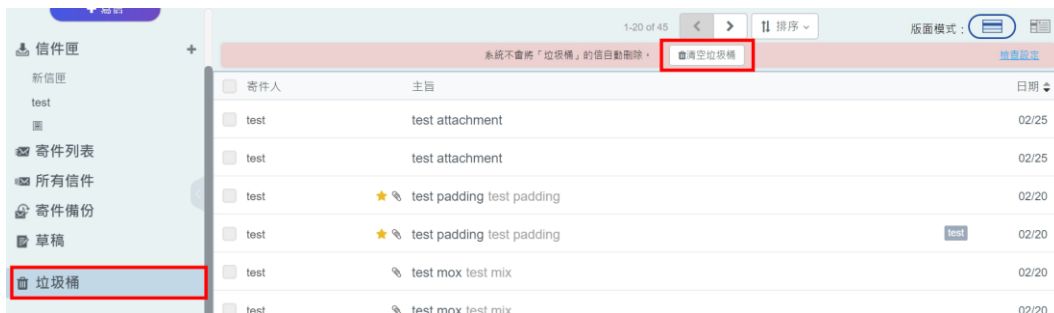 + 寫信
信件匣 +
新信匣
test
圖
寄件列表
所有信件
寄件備份
草稿
垃圾桶
1-20 of 45 排序 版面模式：
系統不會將「垃圾桶」的信自動刪除。 清空垃圾桶 檢查設定
寄件人 主旨 日期
test test attachment 02/25
test test attachment 02/25
test test padding test padding 02/20
test test padding test padding test 02/20
test test mox test mix 02/20
test test mox test mix 02/20